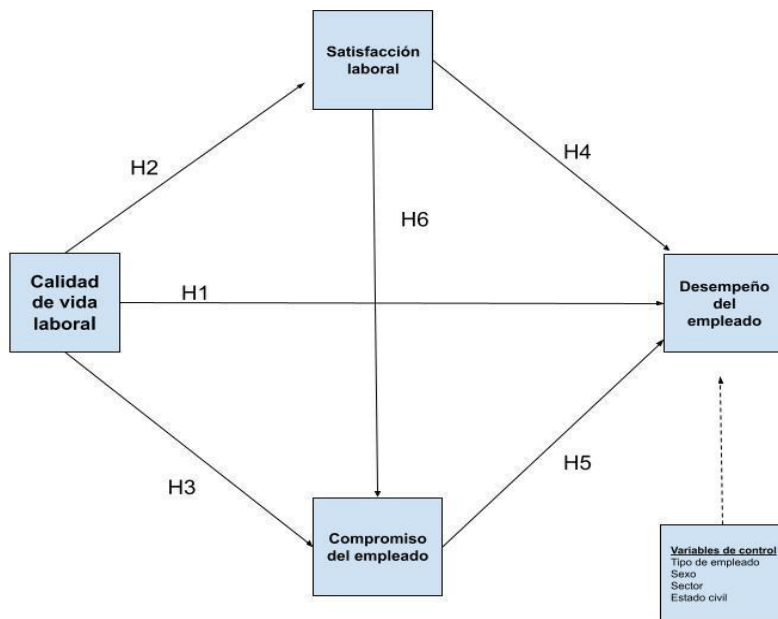 Satisfacción
laboral
H2
H4
H6
Calidad
de vida
laboral
H1
Desempeño
del
empleado
H3
H5
Compromiso
del empleado
Variables de control
Tipo de empleado
Sexo
Sector
Estado civil